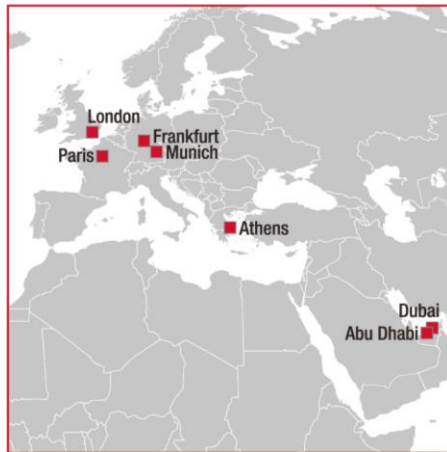 London
Frankfurt
Paris
Munich
Athens
Dubai
Abu Dhabi